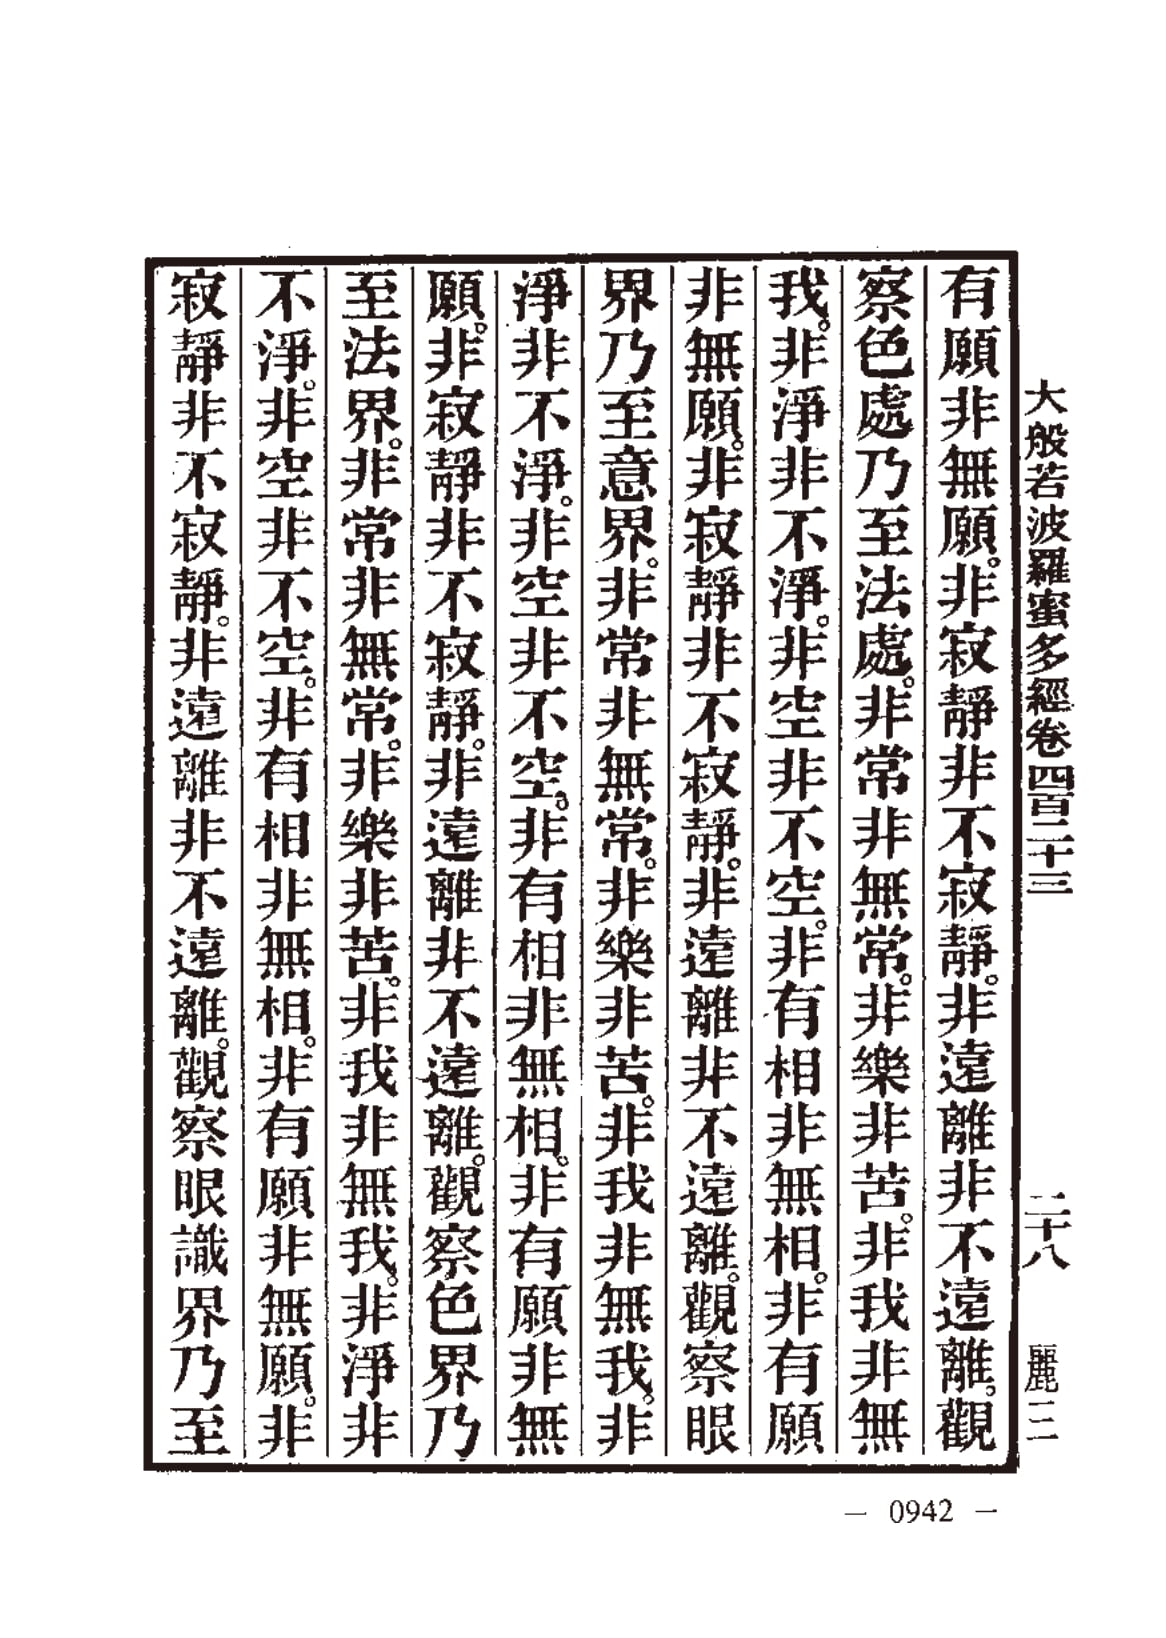 大般若波羅蜜多經卷四百二十三　二十八　麗三
有願非無願。非寂靜非不寂靜。非遠離非不遠離。觀
察色處乃至法處。非常非無常。非樂非苦。非我非無
我。非淨非不淨。非空非不空。非有相非無相。非有願
非無願。非寂靜非不寂靜。非遠離非不遠離。觀察眼
界乃至意界。非常非無常。非樂非苦。非我非無我。非
淨非不淨。非空非不空。非有相非無相。非有願非無
願。非寂靜非不寂靜。非遠離非不遠離。觀察色界乃
至法界。非常非無常。非樂非苦。非我非無我。非淨非
不淨。非空非不空。非有相非無相。非有願非無願。非
寂靜非不寂靜。非遠離非不遠離。觀察眼識界乃至
— 0942 —